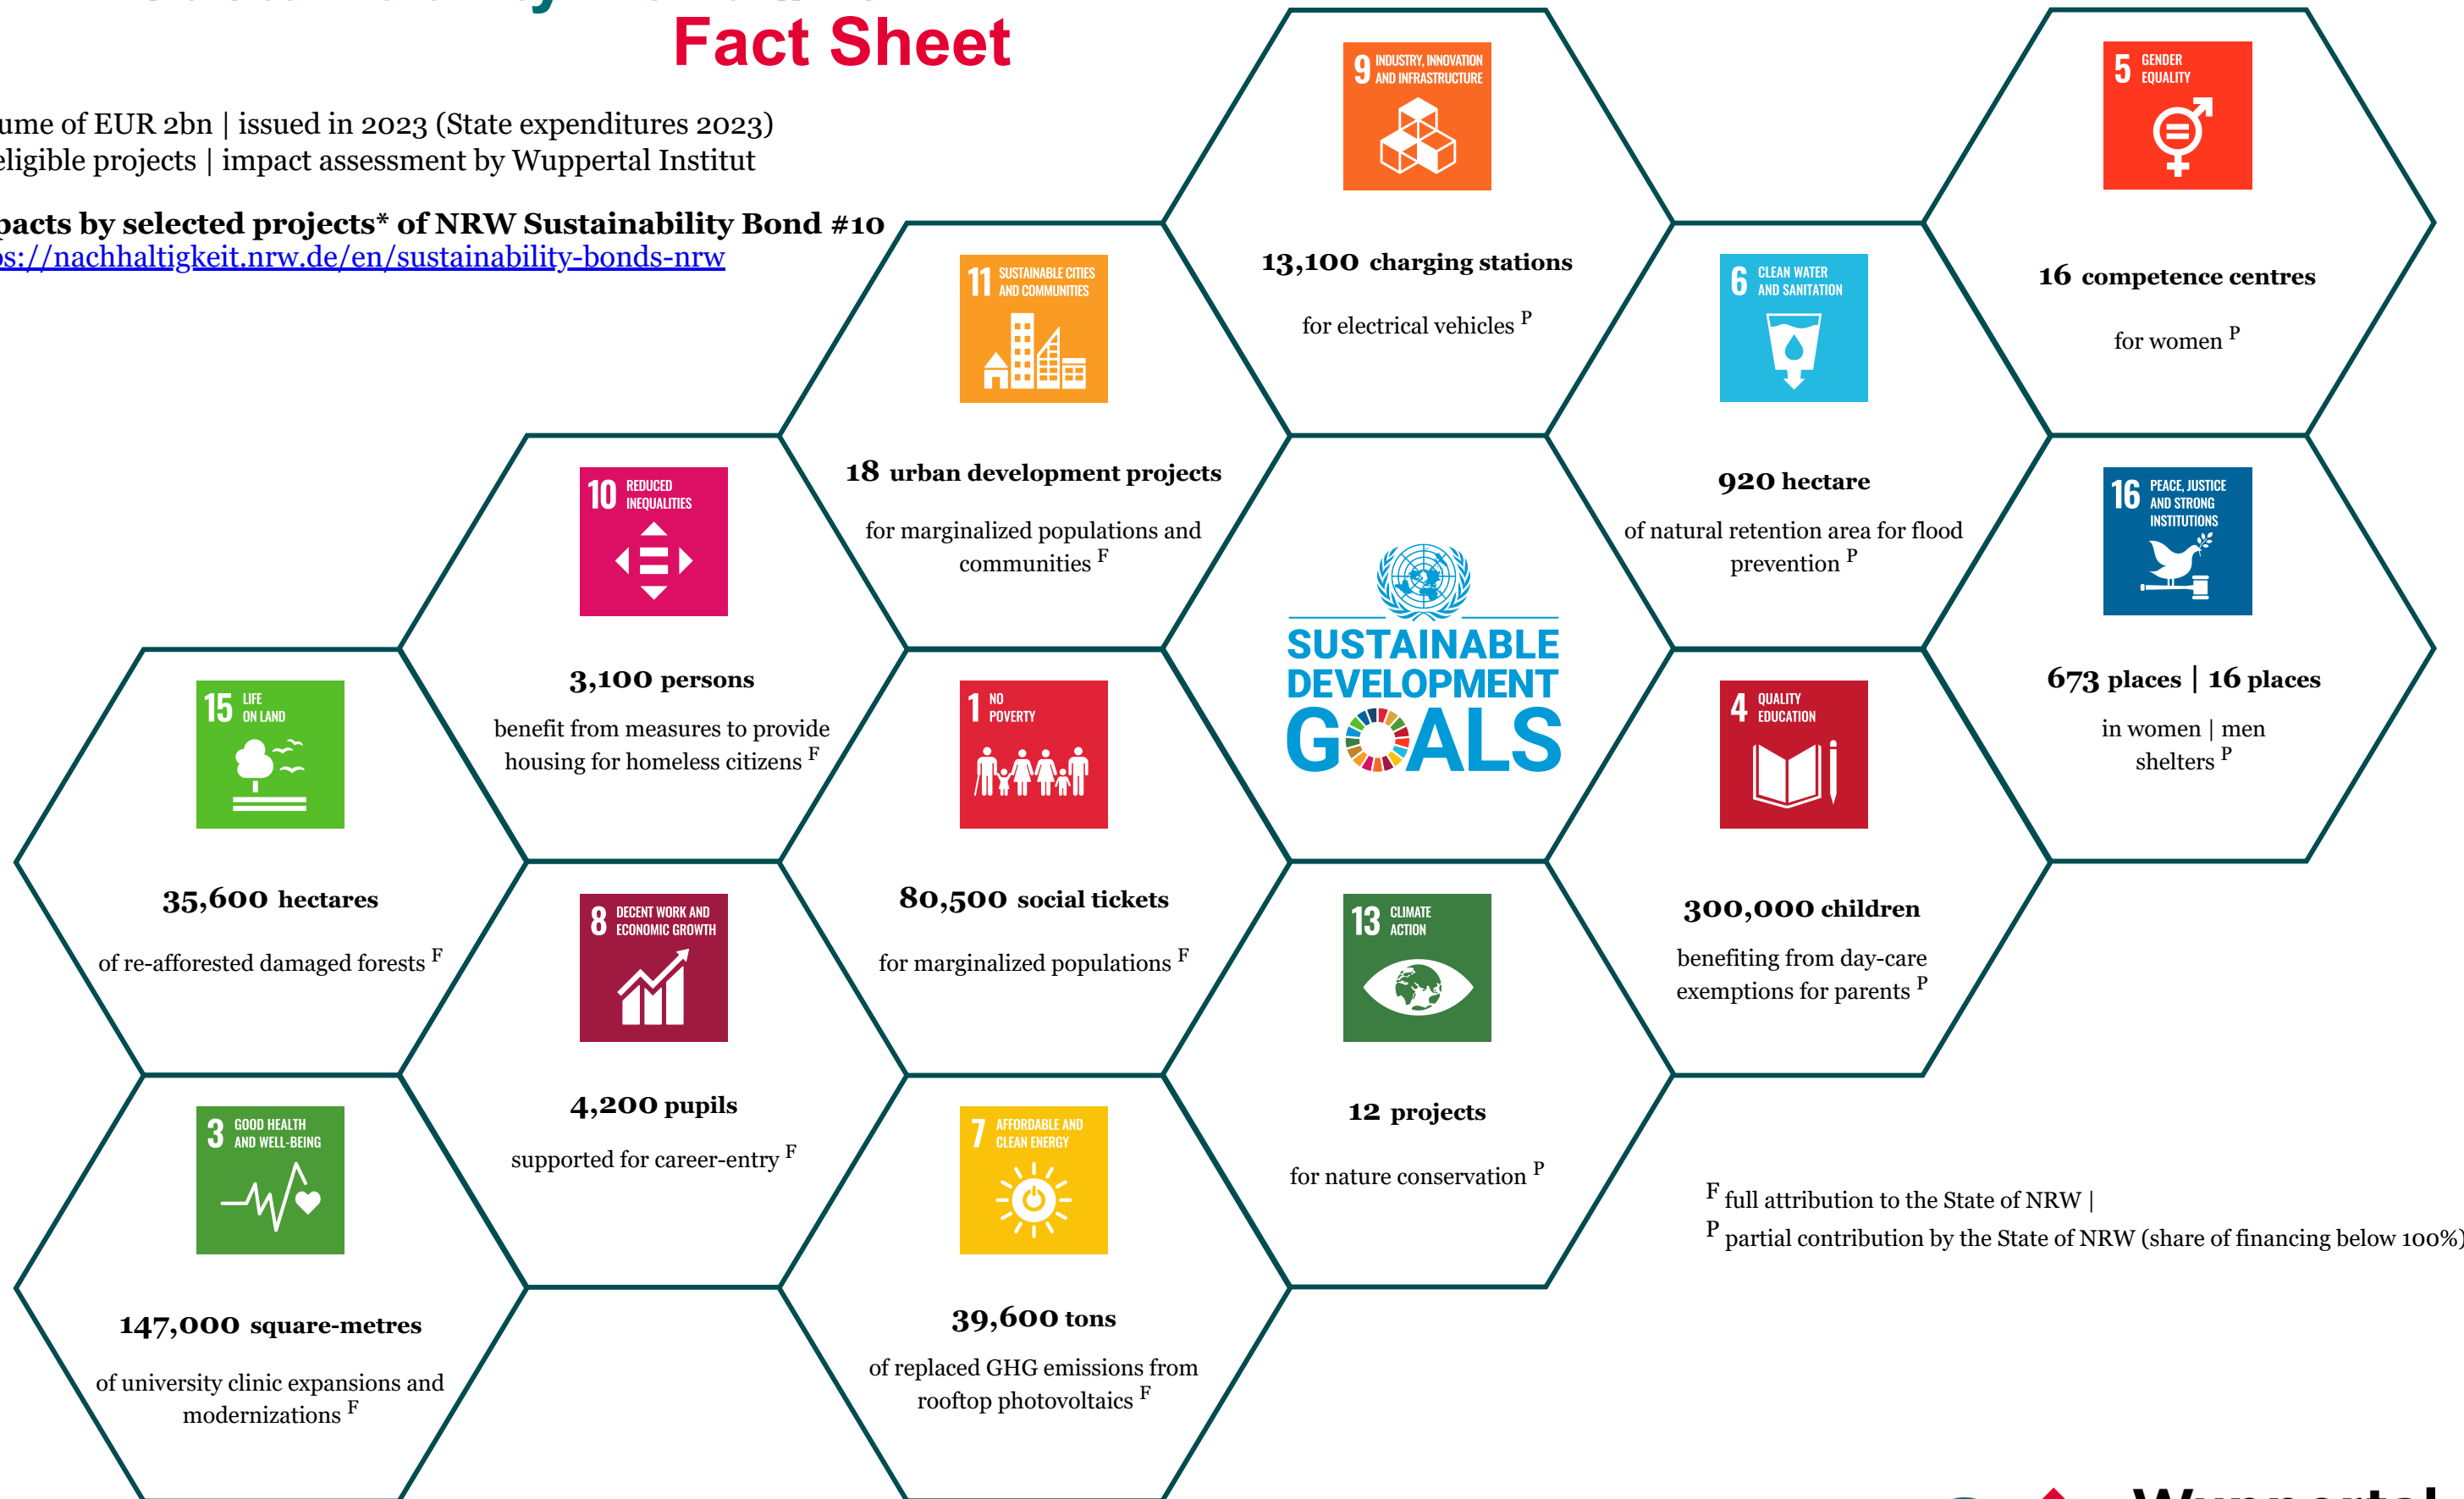 Fact Sheet
of EUR 2bn | issued in 2023 (State expenditures 2023)
eligible projects | impact assessment by Wuppertal Institut
by selected projects* of NRW Sustainability Bond #10
://nachhaltigkeit.nrw.de/en/sustainability-bonds-nrw
9 INDUSTRY, INNOVATION
AND INFRASTRUCTURE
13,100 charging stations
for electrical vehicles P
5 GENDER
EQUALITY
16 competence centres
for women P
11 SUSTAINABLE CITIES
AND COMMUNITIES
18 urban development projects
for marginalized populations and
communities F
6 CLEAN WATER
AND SANITATION
920 hectare
of natural retention area for flood
prevention P
10 REDUCED
INEQUALITIES
3,100 persons
benefit from measures to provide
housing for homeless citizens F
SUSTAINABLE
DEVELOPMENT
GOALS
16 PEACE, JUSTICE
AND STRONG
INSTITUTIONS
673 places | 16 places
in women | men
shelters P
15 LIFE
ON LAND
35,600 hectares
of re-afforested damaged forests F
1 NO
POVERTY
80,500 social tickets
for marginalized populations F
4 QUALITY
EDUCATION
300,000 children
benefiting from day-care
exemptions for parents P
8 DECENT WORK AND
ECONOMIC GROWTH
4,200 pupils
supported for career-entry F
13 CLIMATE
ACTION
12 projects
for nature conservation P
3 GOOD HEALTH
AND WELL-BEING
147,000 square-metres
of university clinic expansions and
modernizations F
7 AFFORDABLE AND
CLEAN ENERGY
39,600 tons
of replaced GHG emissions from
rooftop photovoltaics F
F full attribution to the State of NRW |
P partial contribution by the State of NRW (share of financing below 100%)
Wuppertal